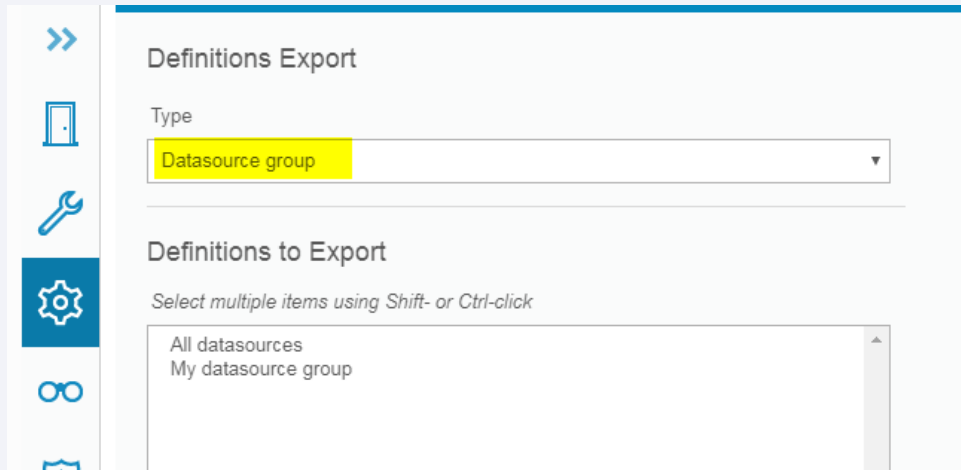 Definitions Export
Type
Datasource group
Definitions to Export
Select multiple items using Shift- or Ctrl-click
All datasources
My datasource group